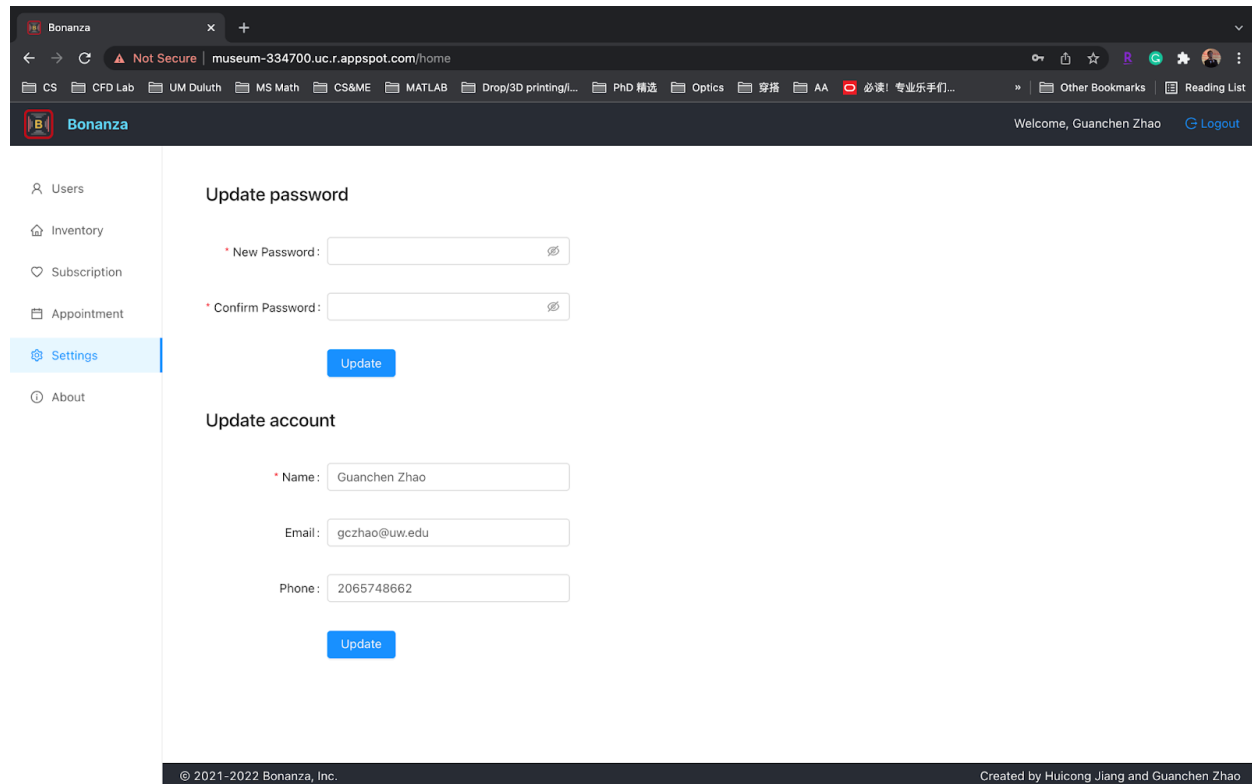 Bonanza
Not Secure | museum-334700.uc.r.appspot.com/home
CS CFD Lab UM Duluth MS Math CS&ME MATLAB Drop/3D printing/i... PhD 精选 Optics 穿搭 AA 必读! 专业乐手们... » Other Bookmarks Reading List
B Bonanza Welcome, Guanchen Zhao Logout
Users
Inventory
Subscription
Appointment
Settings
About
Update password
* New Password :
* Confirm Password :
Update
Update account
* Name : Guanchen Zhao
Email : gczhao@uw.edu
Phone : 2065748662
Update
© 2021-2022 Bonanza, Inc. Created by Huicong Jiang and Guanchen Zhao